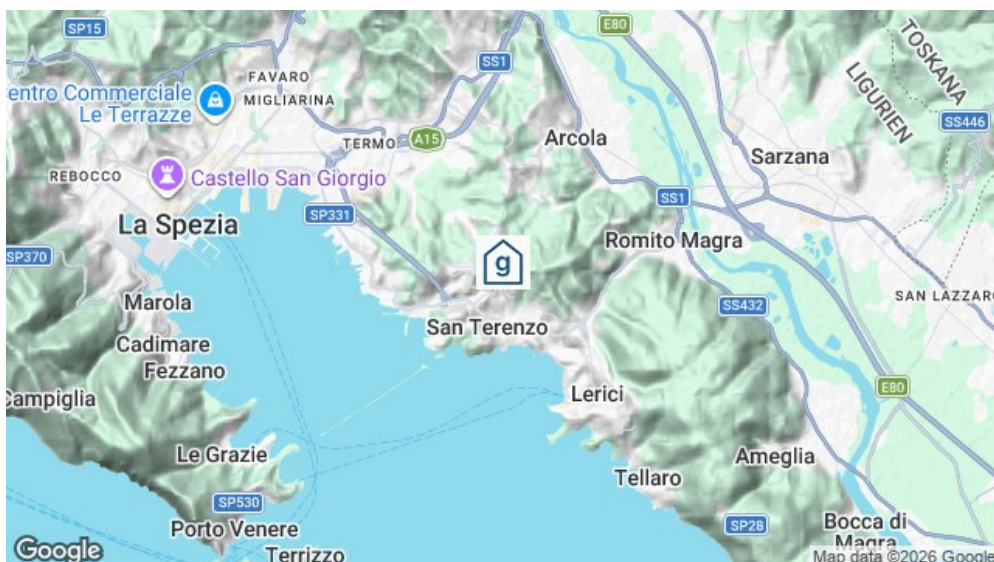 SP15
E80
TOSKANA
SS1
FAVARO
LIGURIEN
Centro Commerciale
Le Terrazze
MIGLIARINA
SS446
TERMO
A15
Arcola
Sarzana
REBOCCO
Castello San Giorgio
SS1
La Spezia
SP331
Romito Magra
SP370
g
SAN LAZZARO
Marola
SS432
San Terenzo
Cadimare
Fezzano
E80
Campiglia
Lerici
Le Grazie
Ameglia
Tellaro
SP530
Porto Venere
SP28
Bocca di
Magra
Google
Terrizzo
Map data ©2026 Google